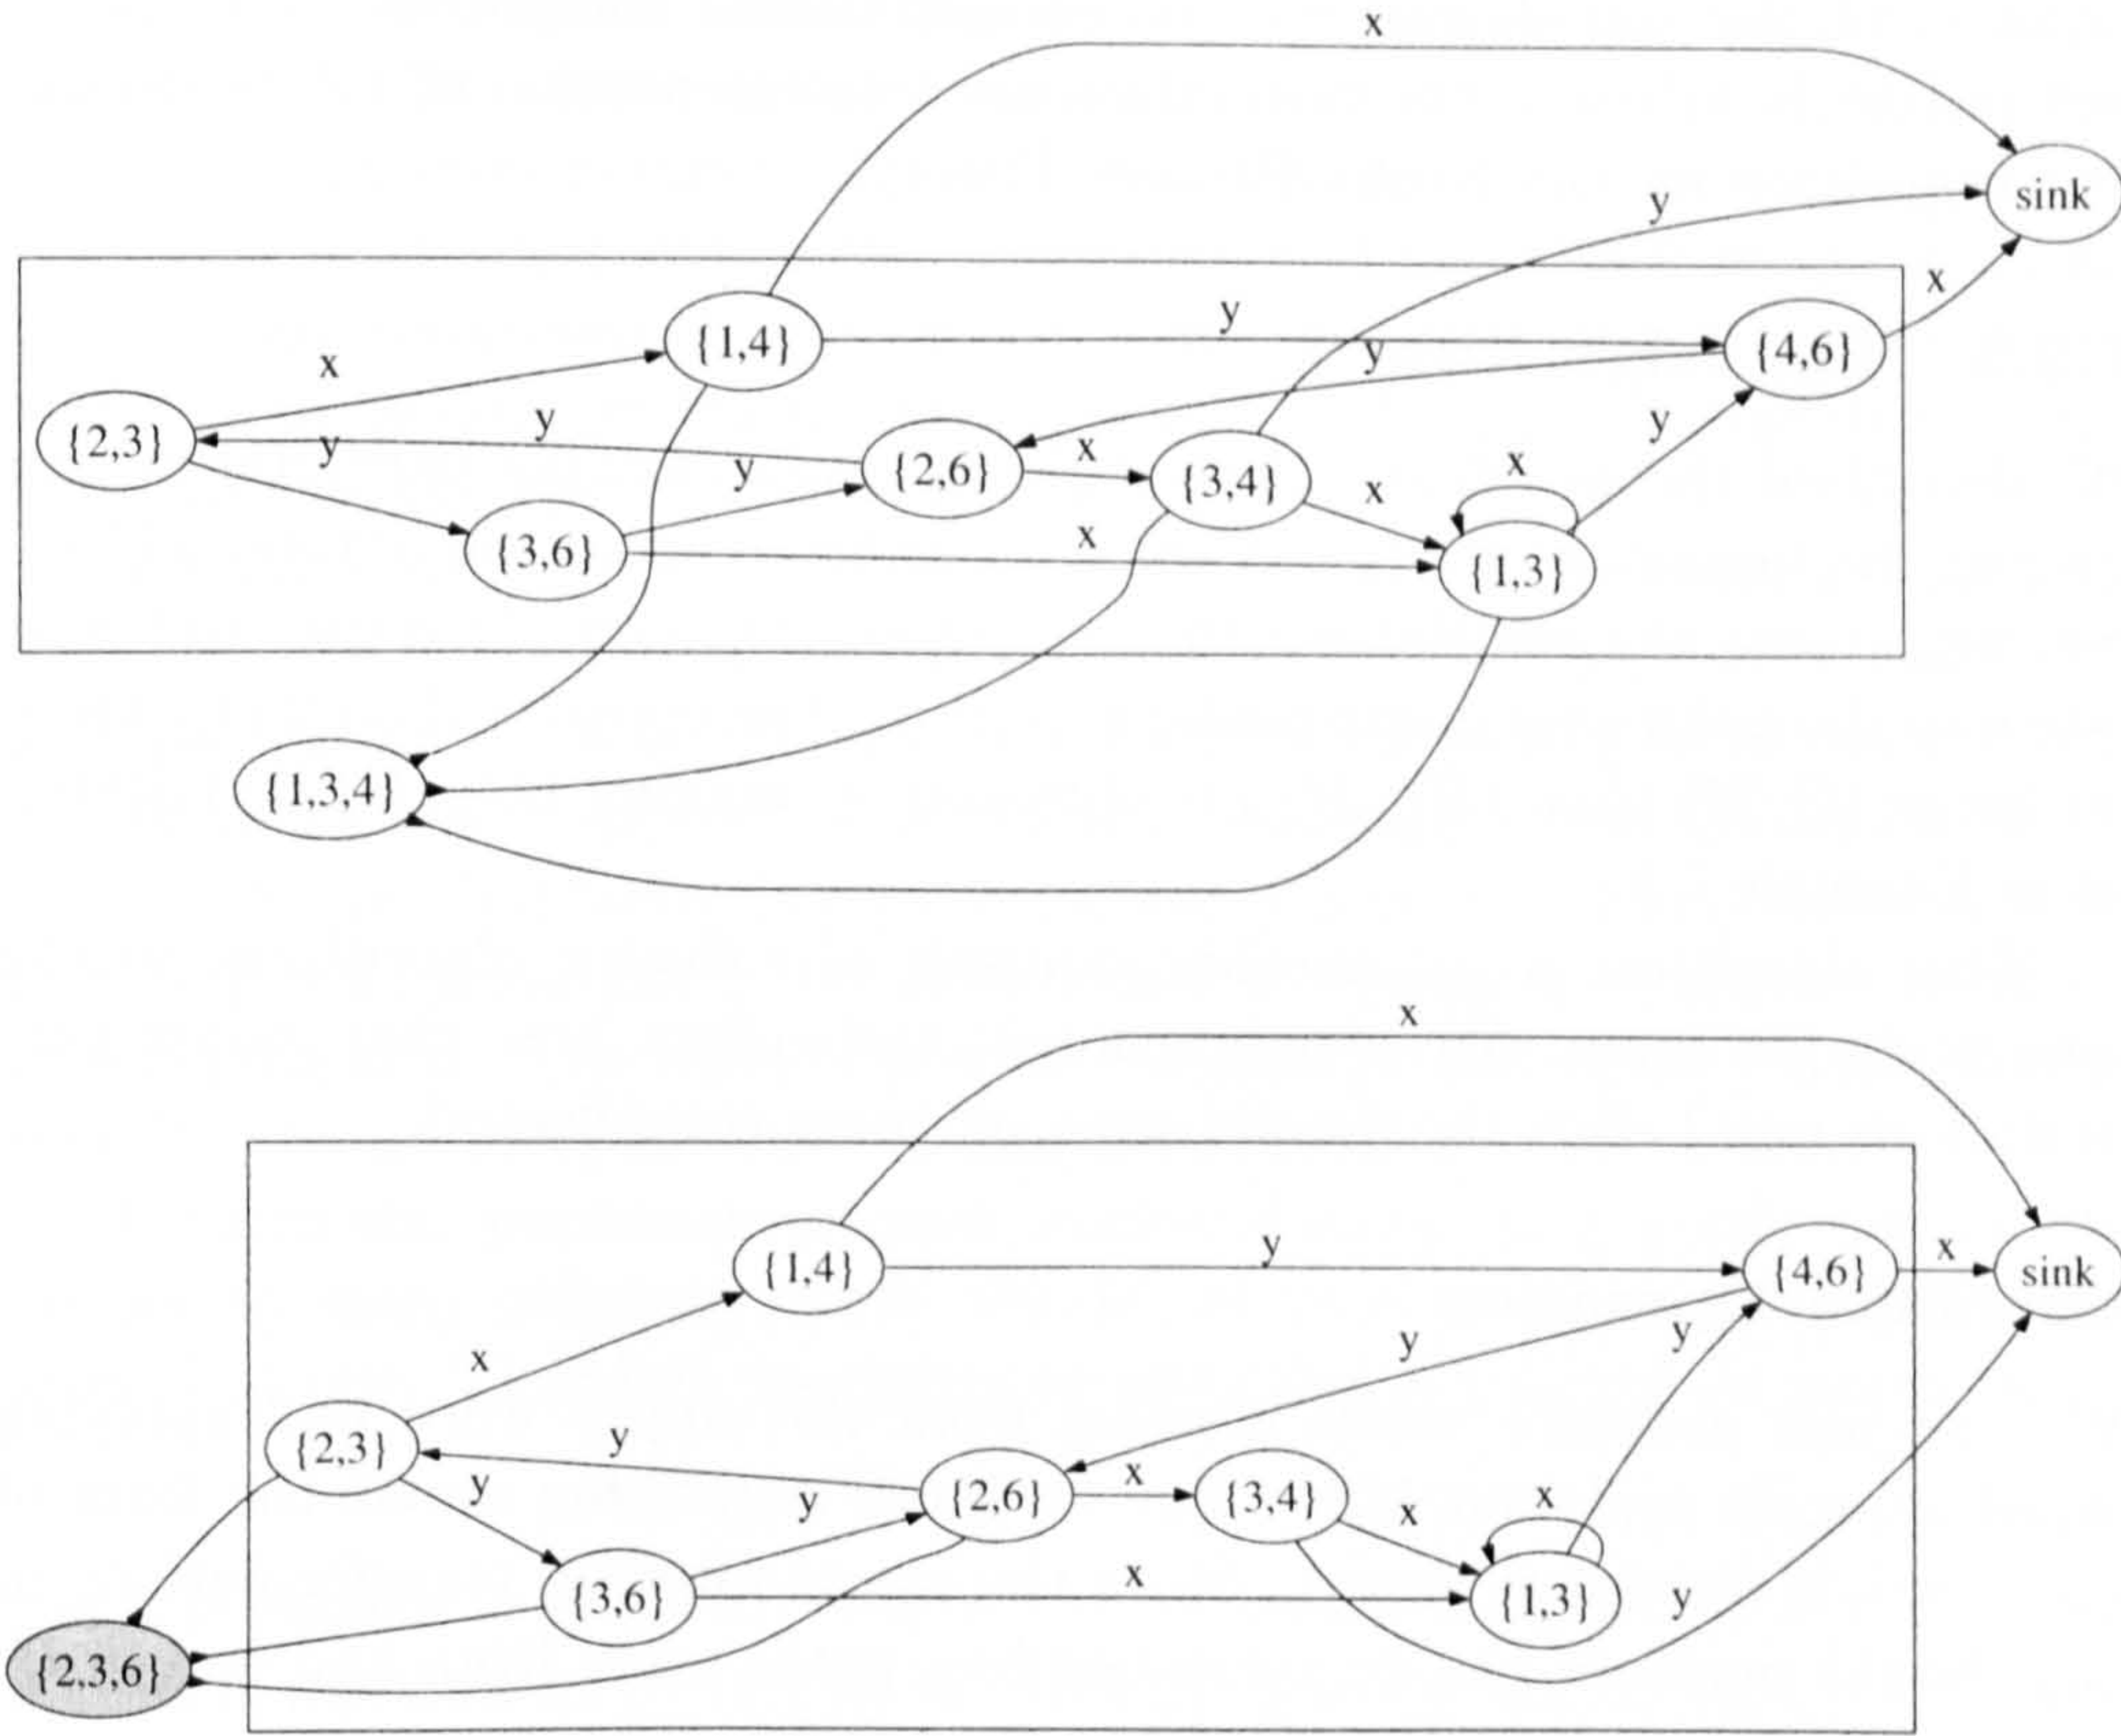 x
sink
y
x
y
{1,4}
{4,6}
y
x
{2,3}
y
y
y
{2,6}
x
{3,4}
x
x
y
{3,6}
x
{1,3}
{1,3,4}
x
{1,4}
y
{4,6}
x
sink
y
y
x
{2,3}
y
y
y
{2,6}
x
{3,4}
x
x
{3,6}
x
{1,3}
y
{2,3,6}